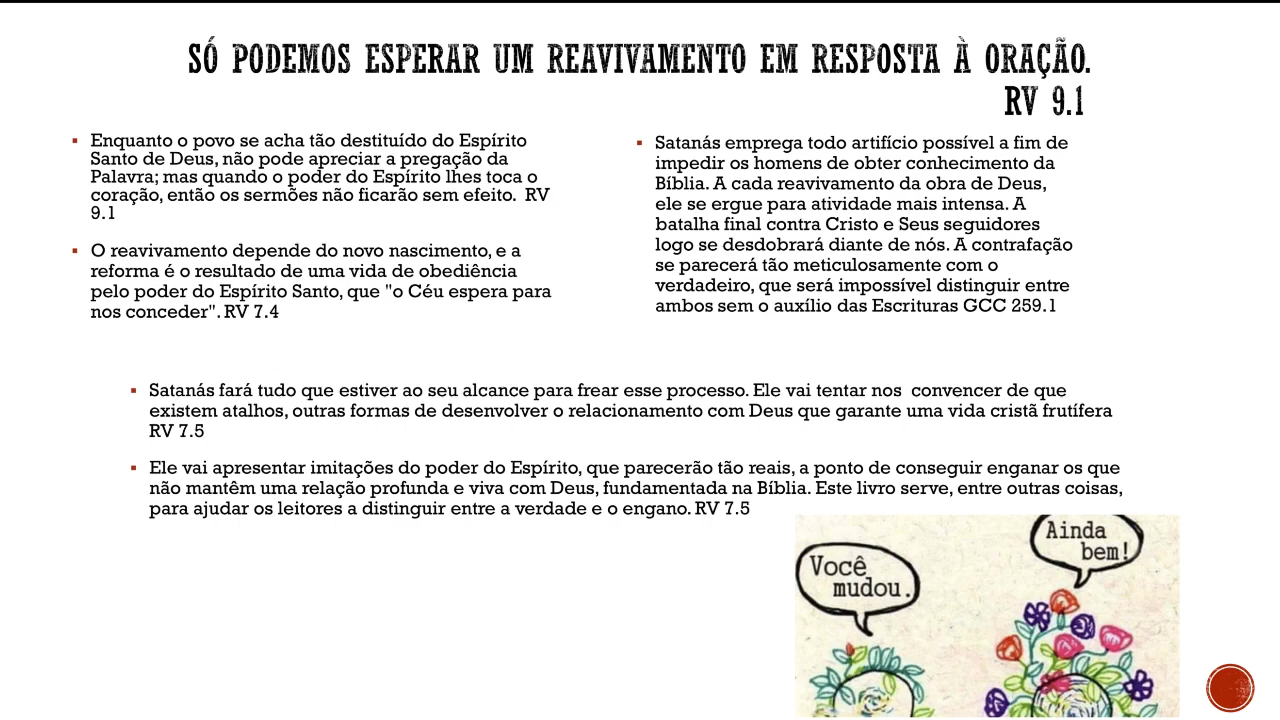 SÓ PODEMOS ESPERAR UM REAVIVAMENTO EM RESPOSTA À ORAÇÃO.
RV 9.1
Enquanto o povo se acha tão destituído do Espírito
Santo de Deus, não pode apreciar a pregação da
Palavra; mas quando o poder do Espírito lhes toca o
coração, então os sermões não ficarão sem efeito.  RV
9.1
O reavivamento depende do novo nascimento, e a
reforma é o resultado de uma vida de obediência
pelo poder do Espírito Santo, que "o Céu espera para
nos conceder". RV 7.4
Satanás emprega todo artifício possível a fim de
impedir os homens de obter conhecimento da
Bíblia. A cada reavivamento da obra de Deus,
ele se ergue para atividade mais intensa. A
batalha final contra Cristo e Seus seguidores
logo se desdobrará diante de nós. A contrafação
se parecerá tão meticulosamente com o
verdadeiro, que será impossível distinguir entre
ambos sem o auxílio das Escrituras GCC 259.1
Satanás fará tudo que estiver ao seu alcance para frear esse processo. Ele vai tentar nos  convencer de que
existem atalhos, outras formas de desenvolver o relacionamento com Deus que garante uma vida cristã frutífera
RV 7.5
Ele vai apresentar imitações do poder do Espírito, que parecerão tão reais, a ponto de conseguir enganar os que
não mantêm uma relação profunda e viva com Deus, fundamentada na Bíblia. Este livro serve, entre outras coisas,
para ajudar os leitores a distinguir entre a verdade e o engano. RV 7.5
Você
mudou.
Ainda
bem!